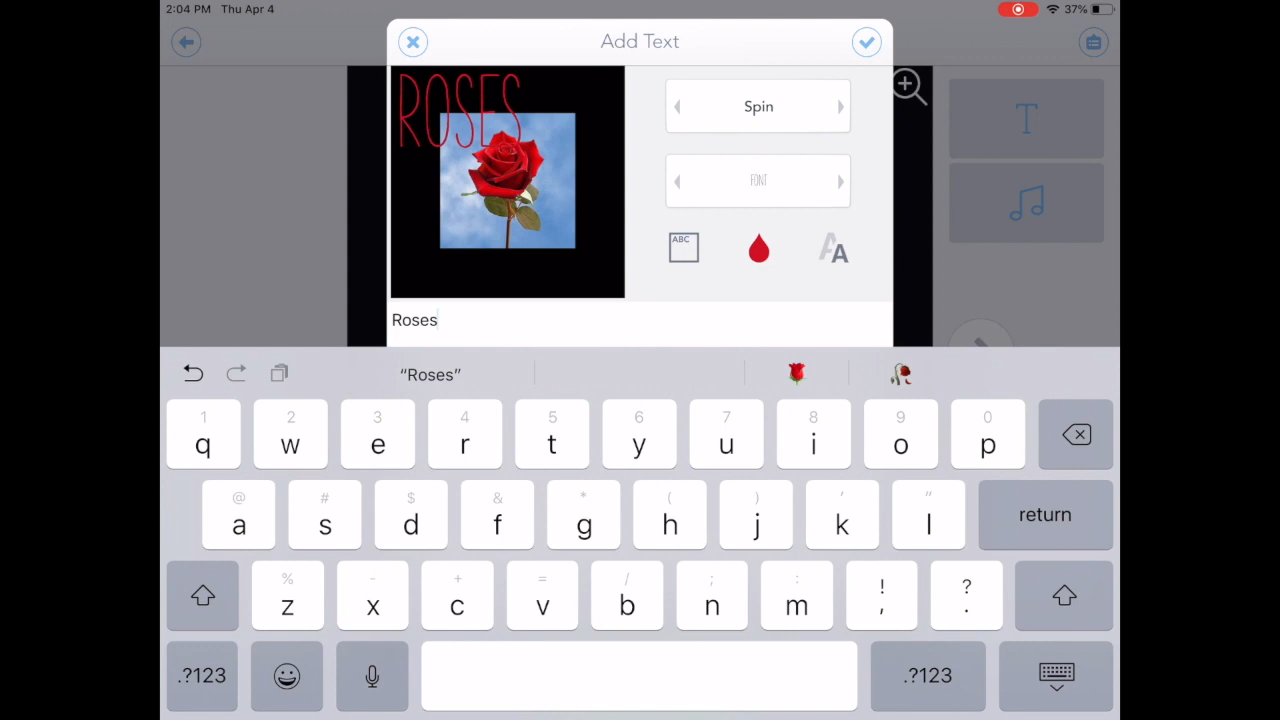 2:04 PM Thu Apr 4
37%
Add Text
ROSES
Spin
FONT
ABC
AA
T
Roses
“Roses”
1 2 3 4 5 6 7 8 9 0
q w e r t y u i o p
@ # $ & * ( ) ' "
a s d f g h j k l return
% - + = / ; : ! ?
z x c v b n m , .
.?123 .?123